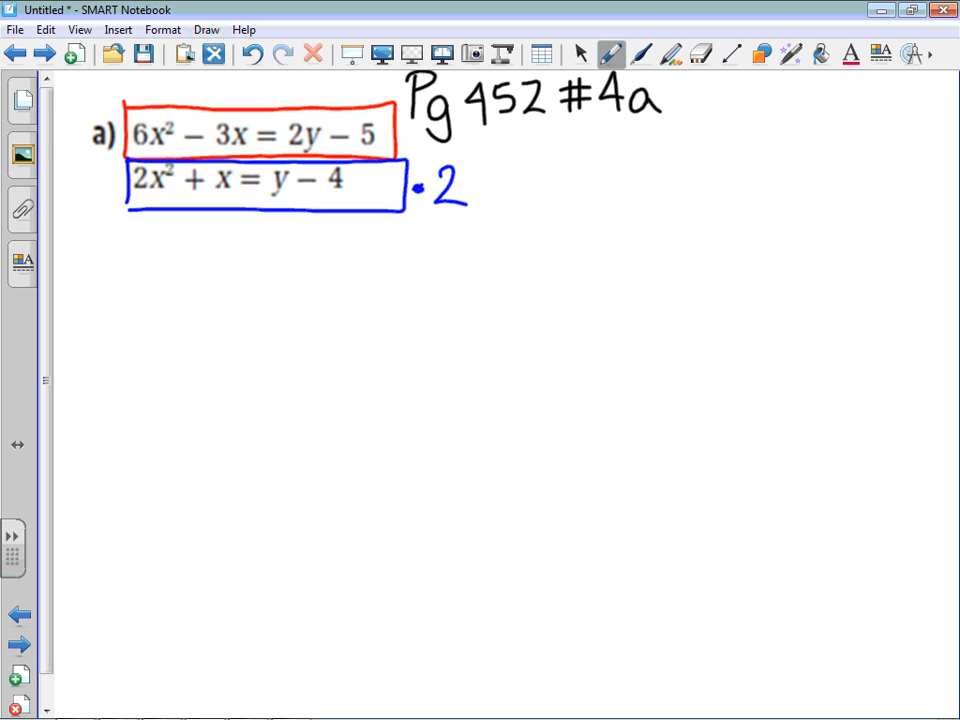 Untitled * - SMART Notebook
File Edit View Insert Format Draw Help
Pg 452 #4a
a) 6x² − 3x = 2y − 5
2x² + x = y − 4 · 2